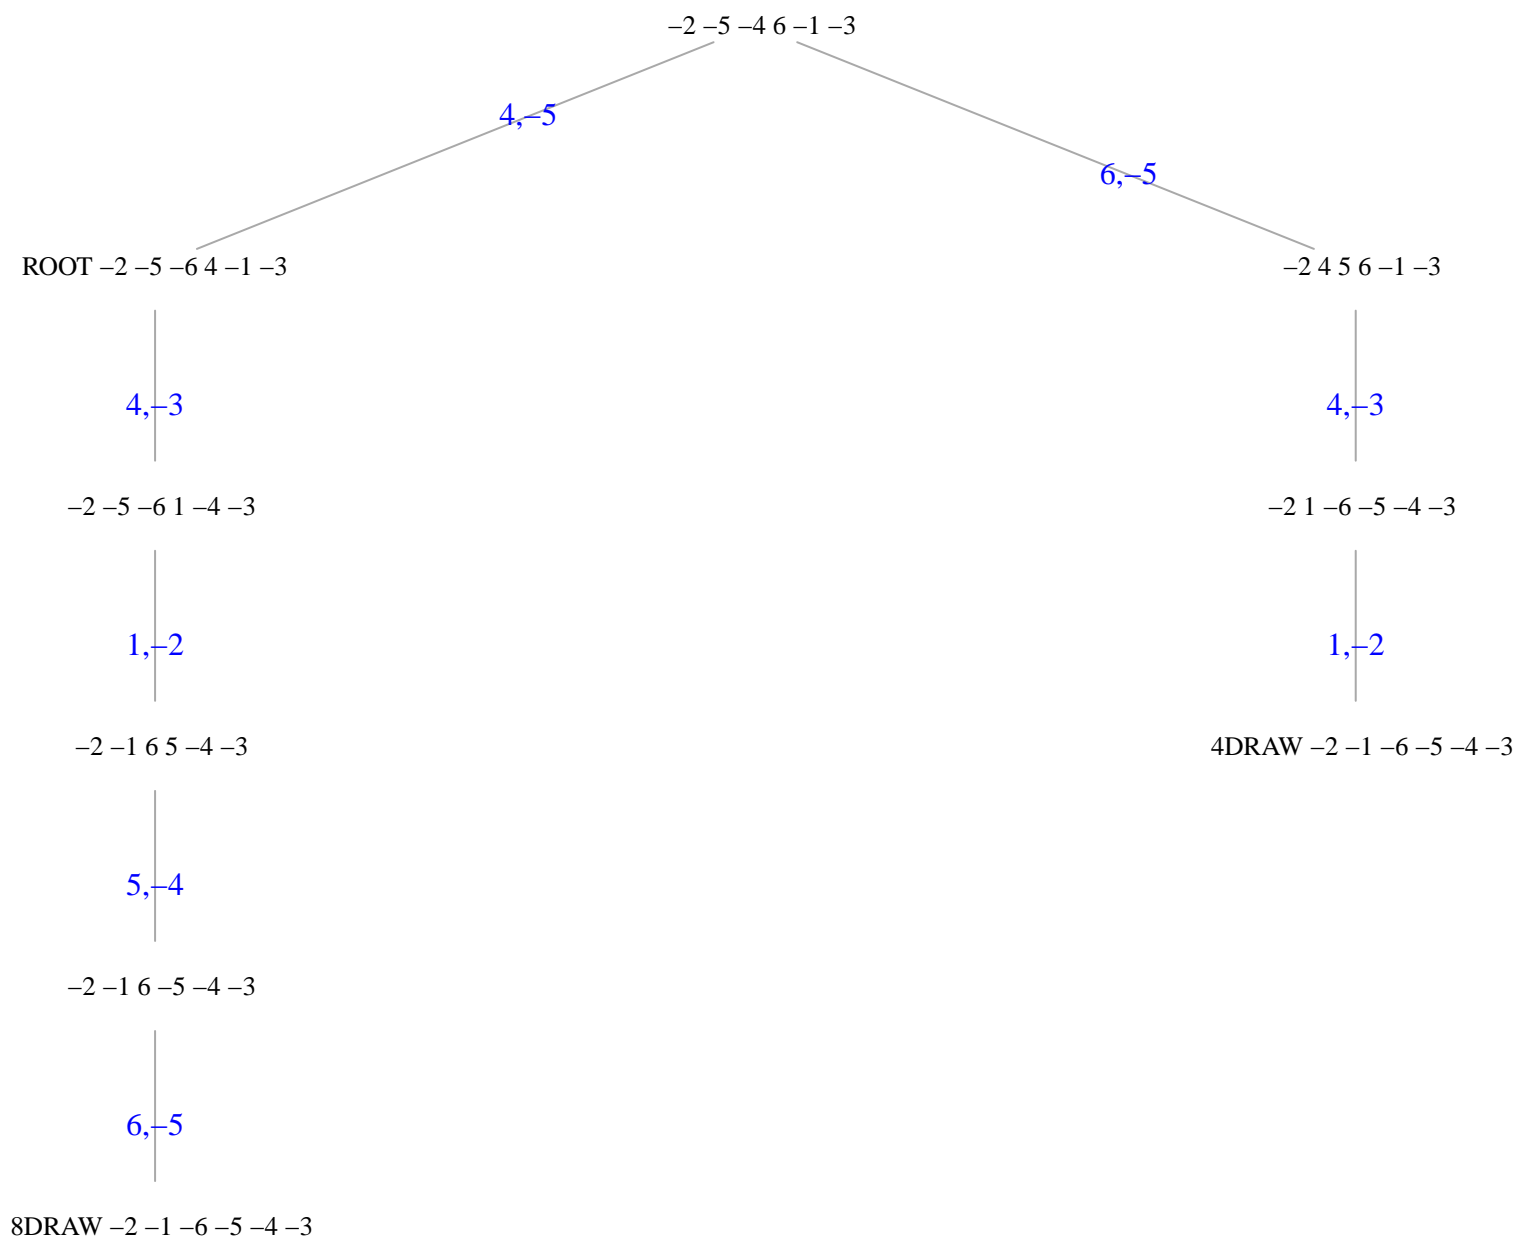 –2 –5 –4 6 –1 –3
4,–5
6,–5
ROOT –2 –5 –6 4 –1 –3
–2 4 5 6 –1 –3
4,–3
4,–3
–2 –5 –6 1 –4 –3
–2 1 –6 –5 –4 –3
1,–2
1,–2
–2 –1 6 5 –4 –3
4DRAW –2 –1 –6 –5 –4 –3
5,–4
–2 –1 6 –5 –4 –3
6,–5
8DRAW –2 –1 –6 –5 –4 –3